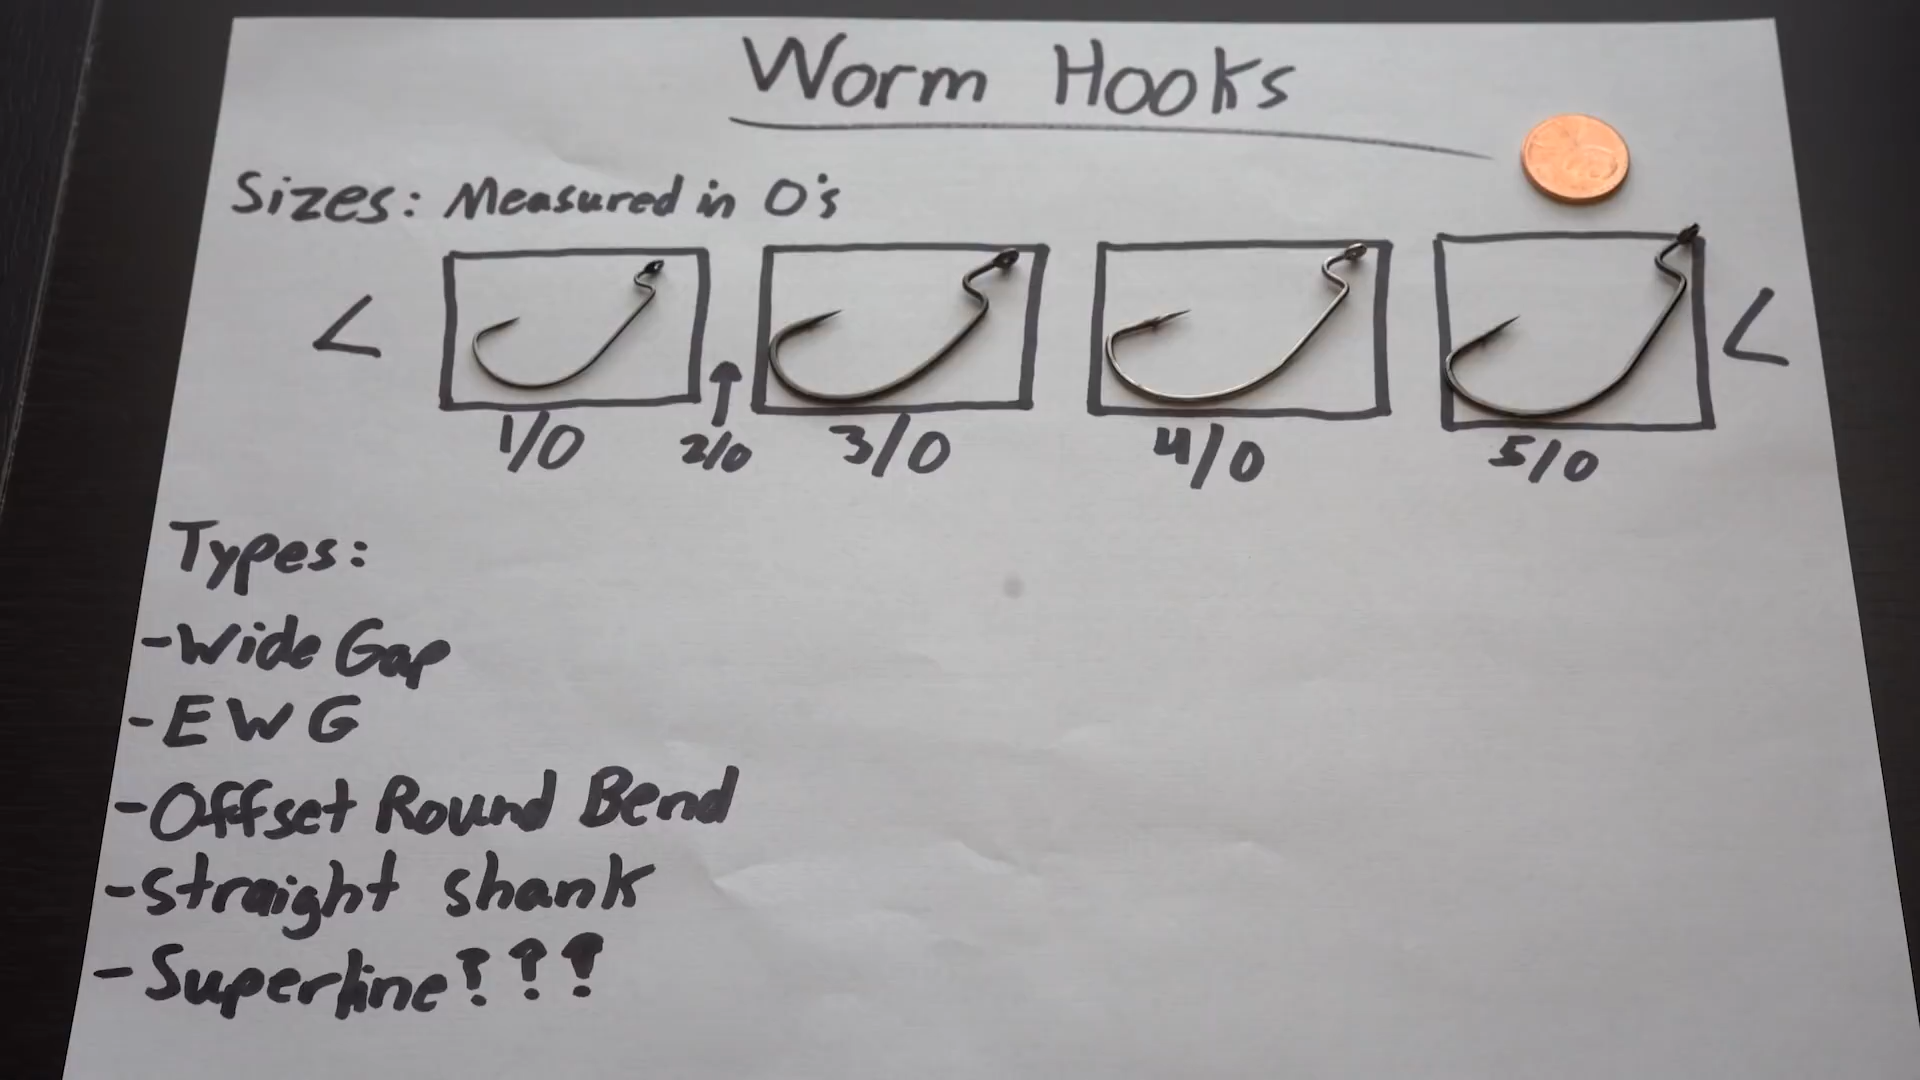 Worm Hooks
Sizes: Measured in O's
< <
1/0 2/0 3/0 4/0 5/0
Types:
-Wide Gap
-EWG
-Offset Round Bend
-Straight shank
-Superline???